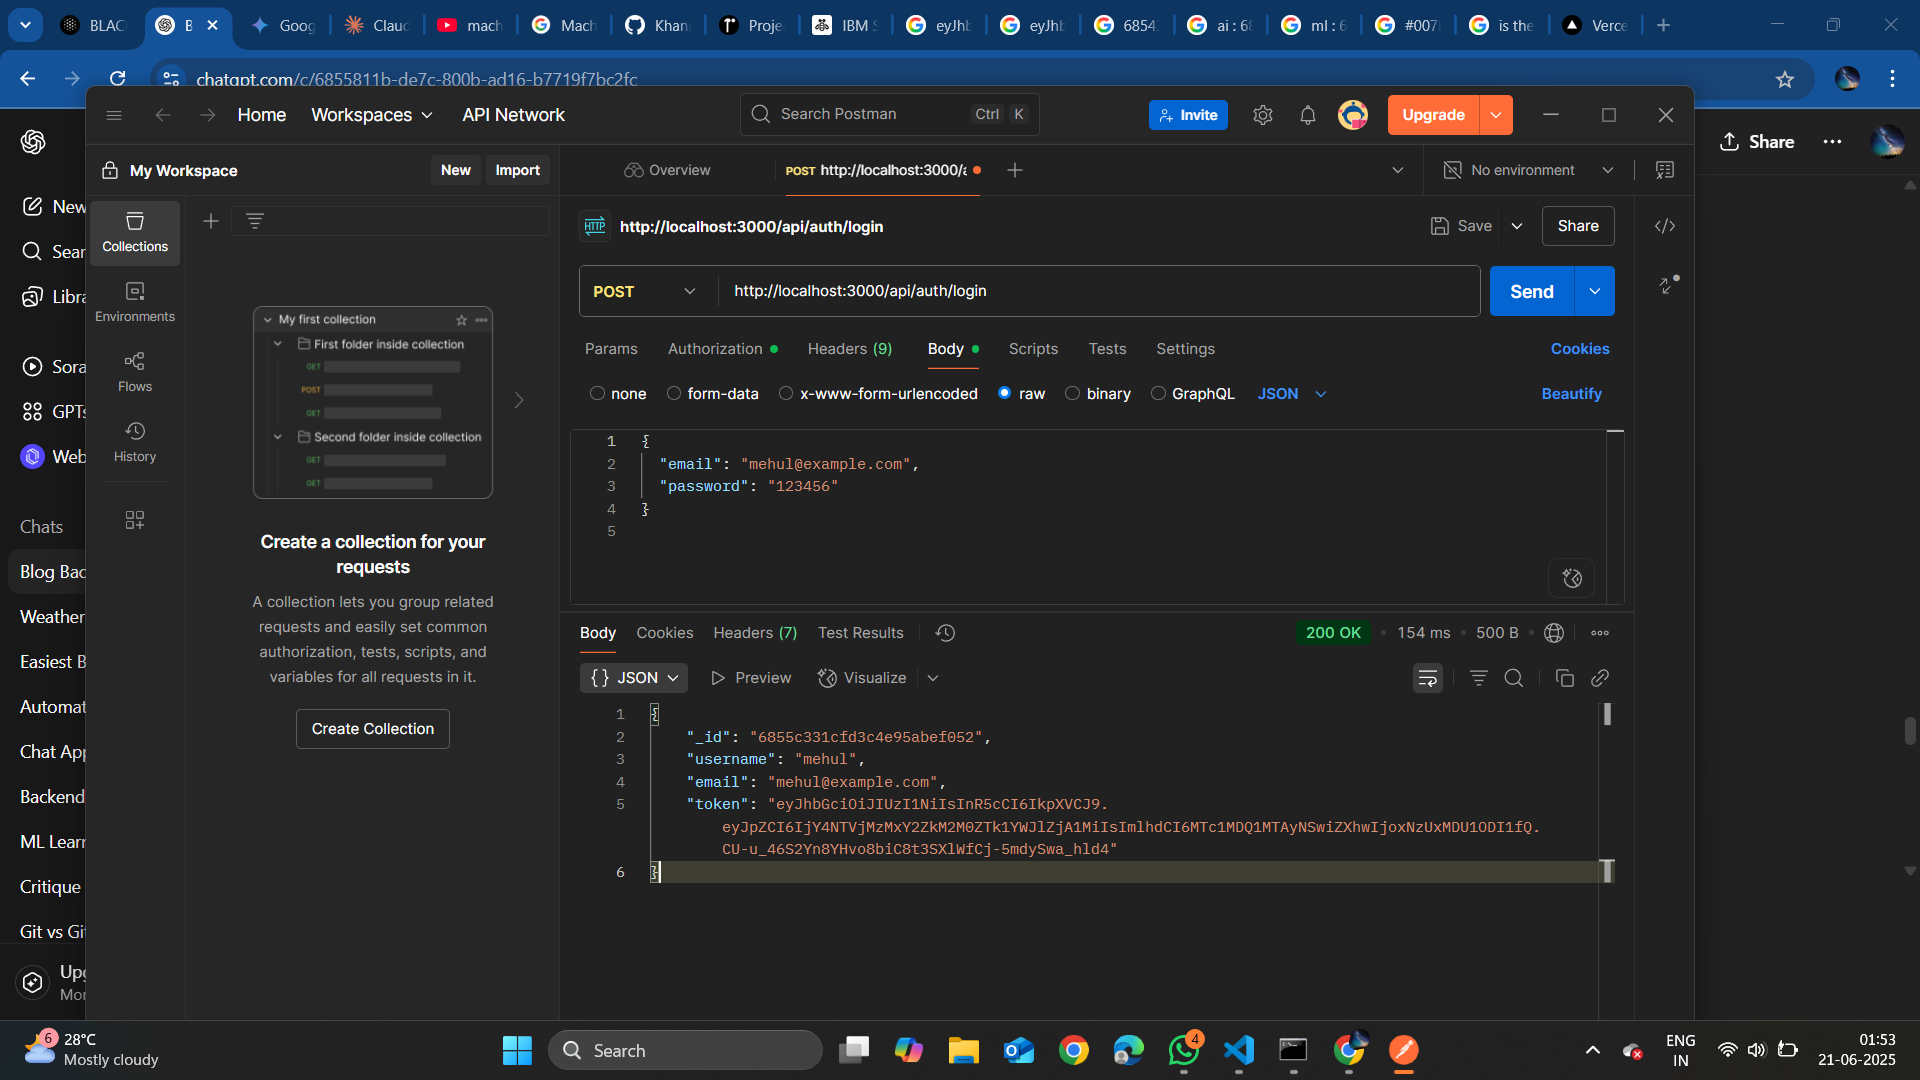 BLAC
B
Goog
Claud
mach
Mach
Khan
Proje
IBM S
eyJhb
eyJhb
6854
ai : 68
ml : 6
#007
is the
Verce
chatgpt.com/c/6855811b-de7c-800b-ad16-b7719f7bc2fc
Home
Workspaces
API Network
Search Postman
Ctrl
K
Invite
Upgrade
Share
My Workspace
New
Import
Overview
POST http://localhost:3000/a
No environment
New
Sear
Libra
Sora
GPTs
Web
Chats
Blog Bac
Weather
Easiest B
Automat
Chat App
Backend
ML Learn
Critique
Git vs Git
Upg
Mor
Collections
Environments
Flows
History
My first collection
First folder inside collection
GET
POST
GET
Second folder inside collection
GET
GET
Create a collection for your
requests
A collection lets you group related
requests and easily set common
authorization, tests, scripts, and
variables for all requests in it.
Create Collection
HTTP
http://localhost:3000/api/auth/login
Save
Share
POST
http://localhost:3000/api/auth/login
Send
Params
Authorization
Headers (9)
Body
Scripts
Tests
Settings
Cookies
none
form-data
x-www-form-urlencoded
raw
binary
GraphQL
JSON
Beautify
1 {
2 "email": "mehul@example.com",
3 "password": "123456"
4 }
5
Body
Cookies
Headers (7)
Test Results
200 OK
154 ms
500 B
{} JSON
Preview
Visualize
1 {
2 "_id": "6855c331cfd3c4e95abef052",
3 "username": "mehul",
4 "email": "mehul@example.com",
5 "token": "eyJhbGciOiJIUzI1NiIsInR5cCI6IkpXVCJ9.
eyJpZCI6IjY4NTVjMzMxY2ZkM2M0ZTk1YWJlZjA1MiIsImlhdCI6MTc1MDQ1MTAyNSwiZXhwIjoxNzUxMDU1ODI1fQ.
CU-u_46S2Yn8YHvo8biC8t3SXlWfCj-5mdySwa_hld4"
6 }
6
28°C
Mostly cloudy
Search
4
ENG
IN
01:53
21-06-2025